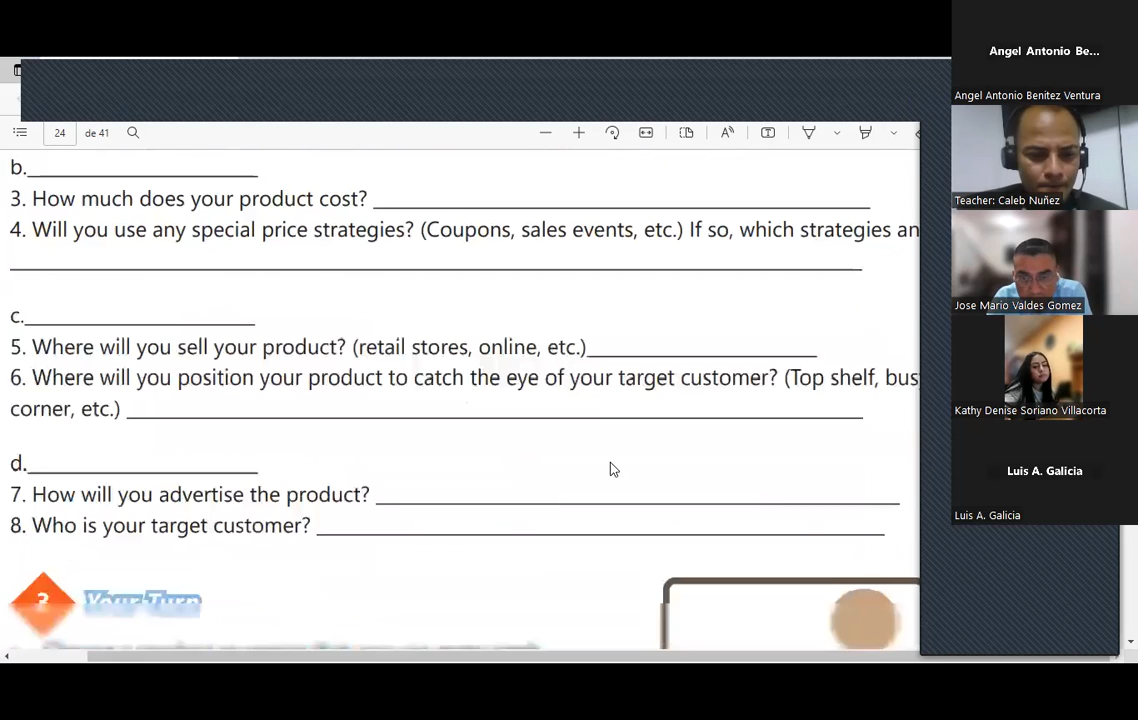 Angel Antonio Be...
Angel Antonio Benitez Ventura
24 de 41
b.
3. How much does your product cost?
Teacher: Caleb Nuñez
4. Will you use any special price strategies? (Coupons, sales events, etc.) If so, which strategies an
Jose Mario Valdes Gomez
c.
5. Where will you sell your product? (retail stores, online, etc.)
6. Where will you position your product to catch the eye of your target customer? (Top shelf, bus
corner, etc.)
Kathy Denise Soriano Villacorta
d.
Luis A. Galicia
7. How will you advertise the product?
Luis A. Galicia
8. Who is your target customer?
3 Your Turn